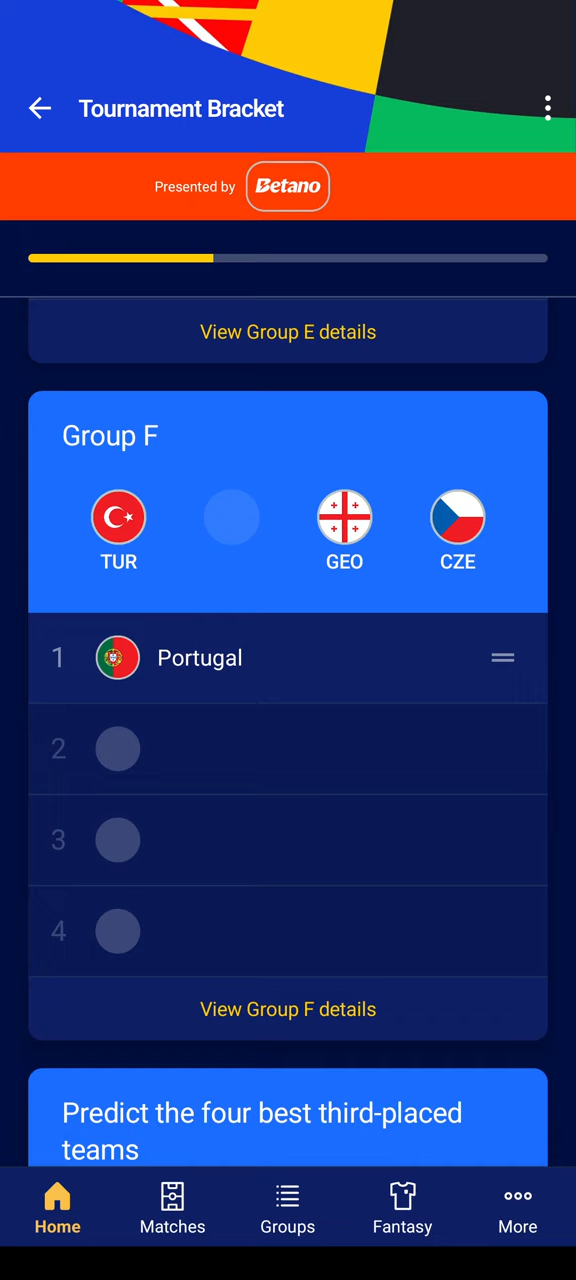 Tournament Bracket
Presented by Betano
View Group E details
Group F
TUR GEO CZE
1 Portugal
2
3
4
View Group F details
Predict the four best third-placed
teams
Home Matches Groups Fantasy More